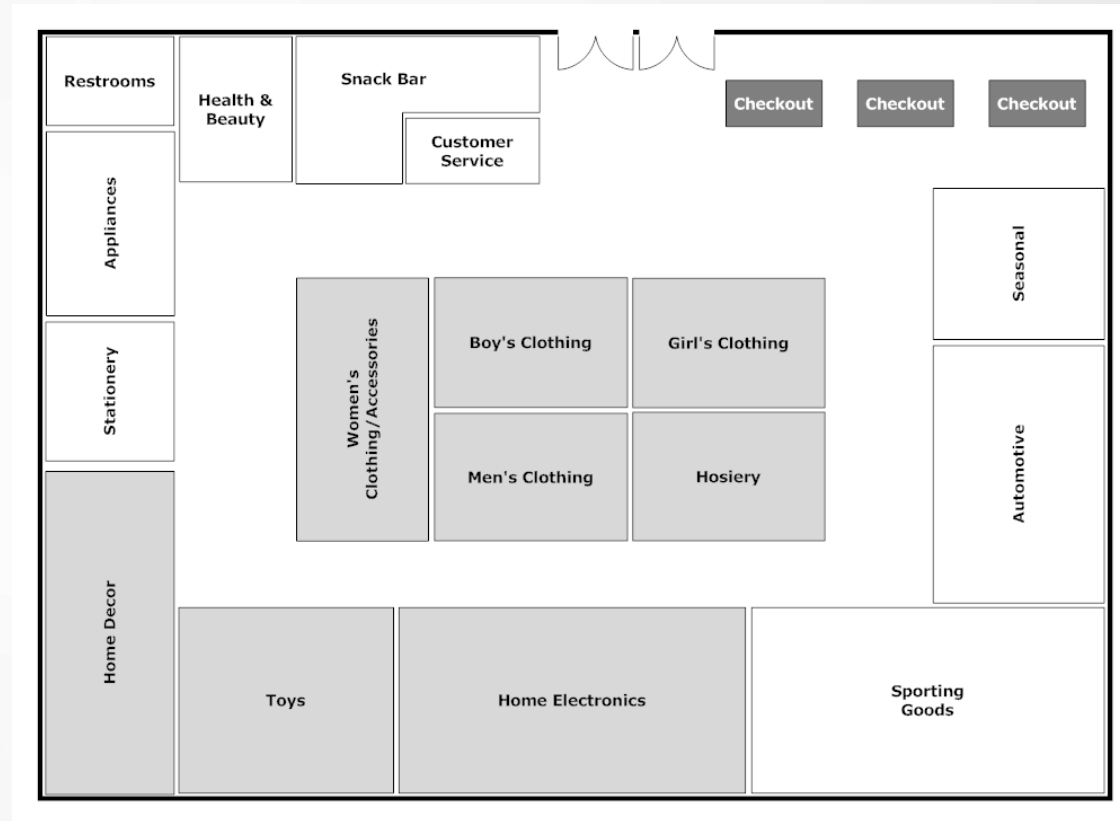 Restrooms
Health &
Beauty
Snack Bar
Customer
Service
Checkout
Checkout
Checkout
Appliances
Seasonal
Stationery
Women's
Clothing/Accessories
Boy's Clothing
Girl's Clothing
Men's Clothing
Hosiery
Automotive
Home Decor
Toys
Home Electronics
Sporting
Goods